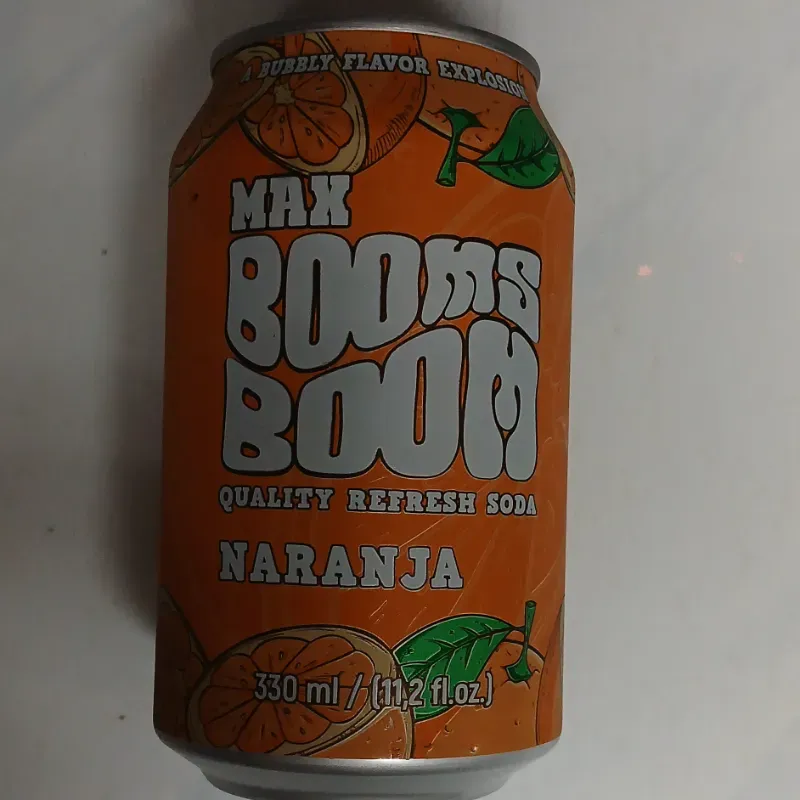 A BUBBLY FLAVOR EXPLOSION
MAX
BOOMS
BOOM
QUALITY REFRESH SODA
NARANJA
330 ml / (11,2 fl.oz.)